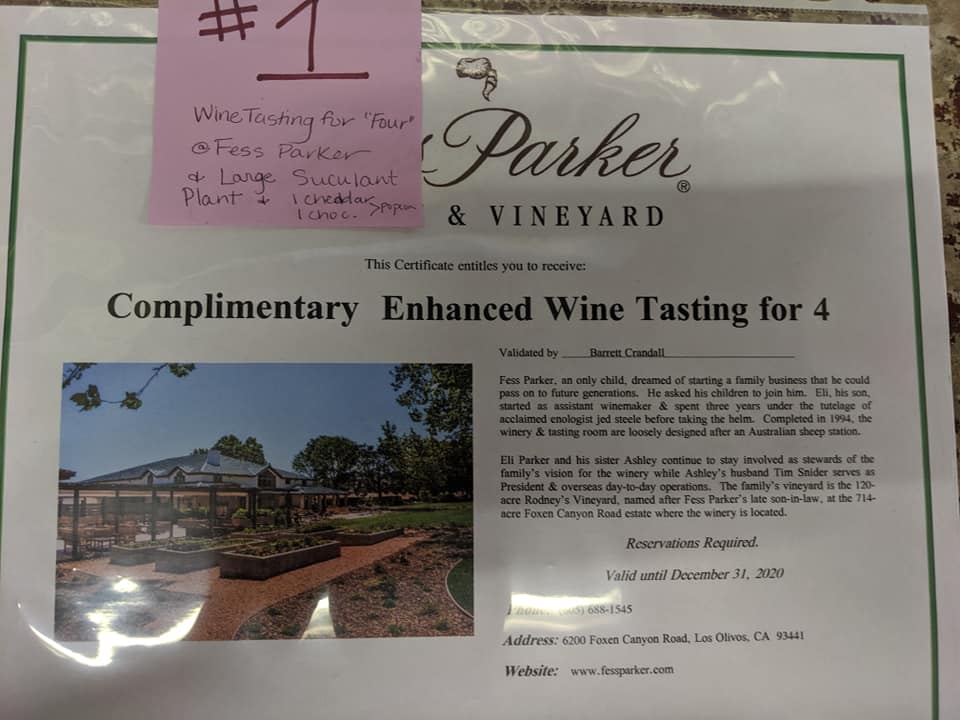 #1
Wine Tasting for "Four"
@ Fess Parker
& Large Suculant
Plant & 1 cheddar
1 choc. >popcorn
Parker®
& VINEYARD
This Certificate entitles you to receive:
Complimentary Enhanced Wine Tasting for 4
Validated by Barrett Crandall
Fess Parker, an only child, dreamed of starting a family business that he could
pass on to future generations. He asked his children to join him. Eli, his son,
started as assistant winemaker & spent three years under the tutelage of
acclaimed enologist jed steele before taking the helm. Completed in 1994, the
winery & tasting room are loosely designed after an Australian sheep station.
Eli Parker and his sister Ashley continue to stay involved as stewards of the
family's vision for the winery while Ashley's husband Tim Snider serves as
President & overseas day-to-day operations. The family's vineyard is the 120-
acre Rodney's Vineyard, named after Fess Parker's late son-in-law, at the 714-
acre Foxen Canyon Road estate where the winery is located.
Reservations Required.
Valid until December 31, 2020
Phone: (805) 688-1545
Address: 6200 Foxen Canyon Road, Los Olivos, CA 93441
Website: www.fessparker.com